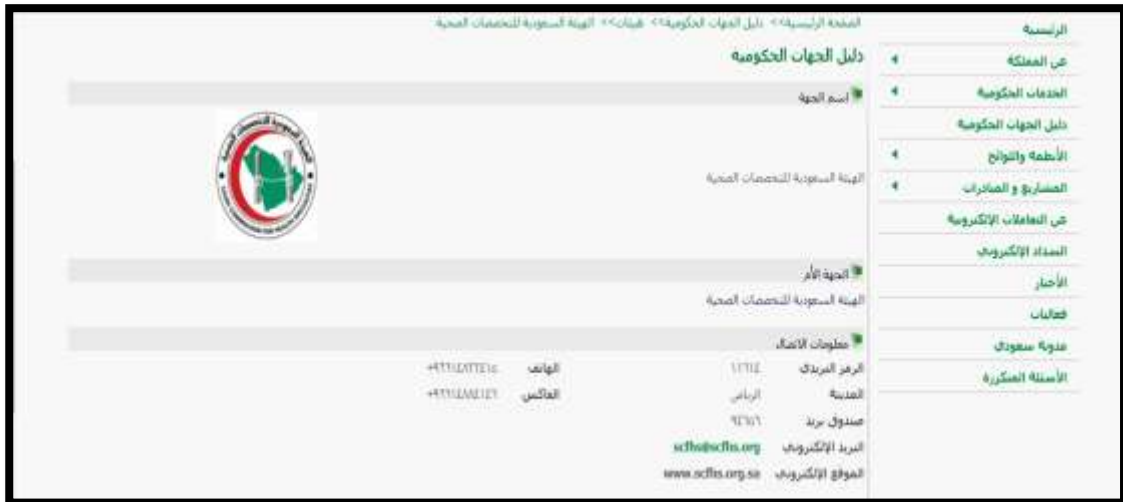 الصفحة الرئيسية>> دليل الجهات الحكومية>> هيئات>> الهيئة السعودية للتخصصات الصحية
الرئيسية
عن المملكة
الخدمات الحكومية
دليل الجهات الحكومية
الأنظمة واللوائح
المشاريع و المبادرات
عن التعاملات الإلكترونية
السداد الإلكتروني
الأخبار
فعاليات
مدونة سعودي
الأسئلة المتكررة
دليل الجهات الحكومية
اسم الجهة
الهيئة السعودية للتخصصات الصحية
الجهة الأم
الهيئة السعودية للتخصصات الصحية
معلومات الاتصال
الرمز البريدي الهاتف
المدينة الرياض الفاكس
صندوق بريد
البريد الإلكتروني scfhs@scfhs.org
الموقع الإلكتروني www.scfhs.org.sa